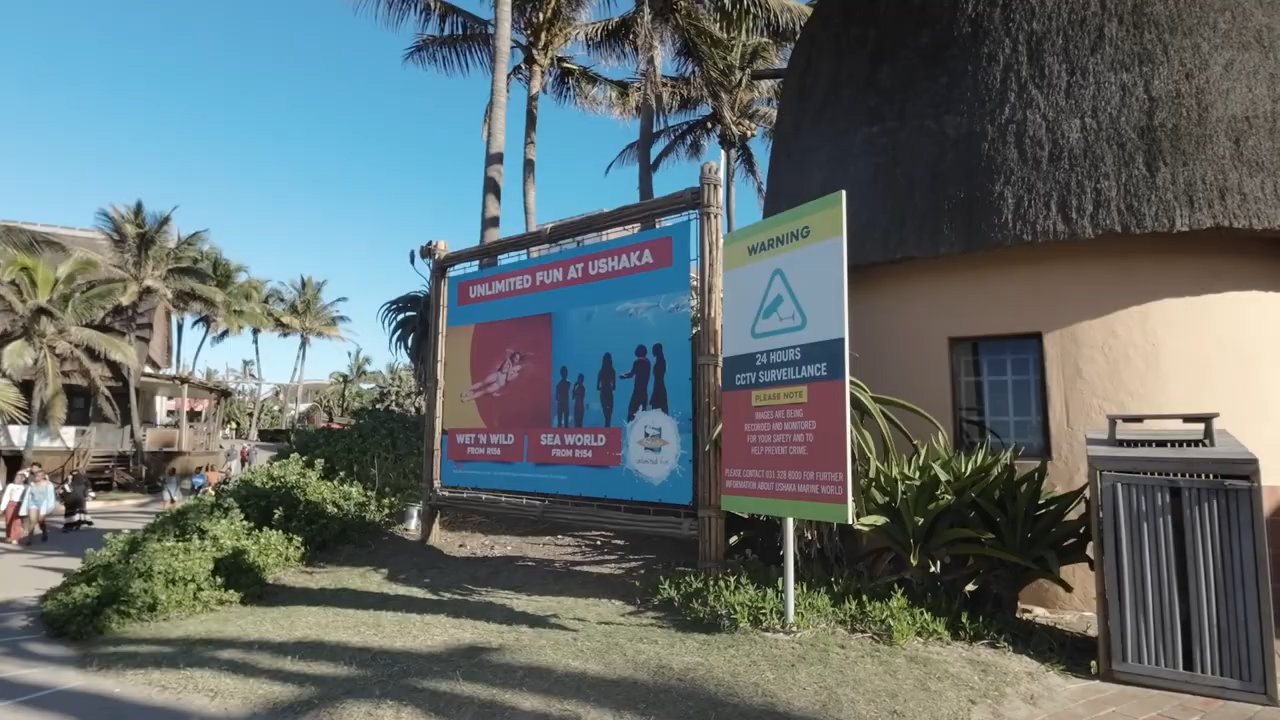 UNLIMITED FUN AT USHAKA
WET 'N WILD
FROM R156
SEA WORLD
FROM R154
unlimited fun
WARNING
24 HOURS
CCTV SURVEILLANCE
PLEASE NOTE
IMAGES ARE BEING
RECORDED AND MONITORED
FOR YOUR SAFETY AND TO
HELP PREVENT CRIME.
PLEASE CONTACT 031 328 8000 FOR FURTHER
INFORMATION ABOUT USHAKA MARINE WORLD